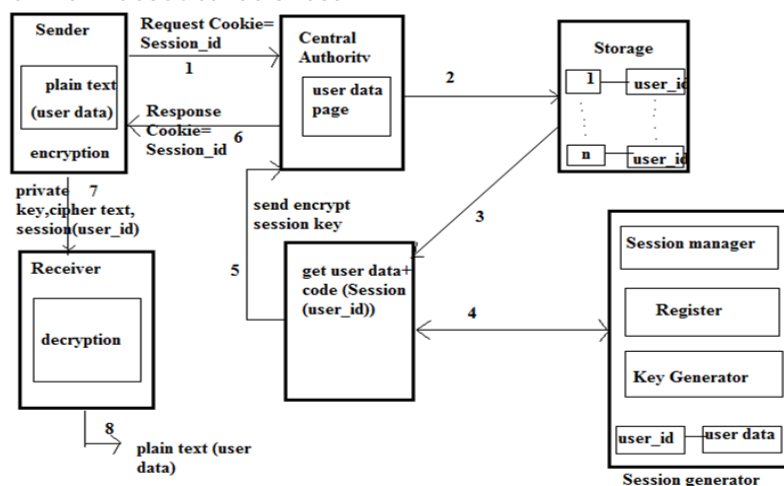 Sender
plain text
(user data)
encryption
Request Cookie=
Session_id
1
Response
6
Cookie=
Session_id
Central
Authority
user data
page
2
Storage
1
user_id
n
user_id
3
private 7
key,cipher text,
session(user_id)
send encrypt
session key
5
get user data+
code (Session
(user_id))
4
Receiver
decryption
8
plain text (user
data)
Session manager
Register
Key Generator
user_id
user data
Session generator